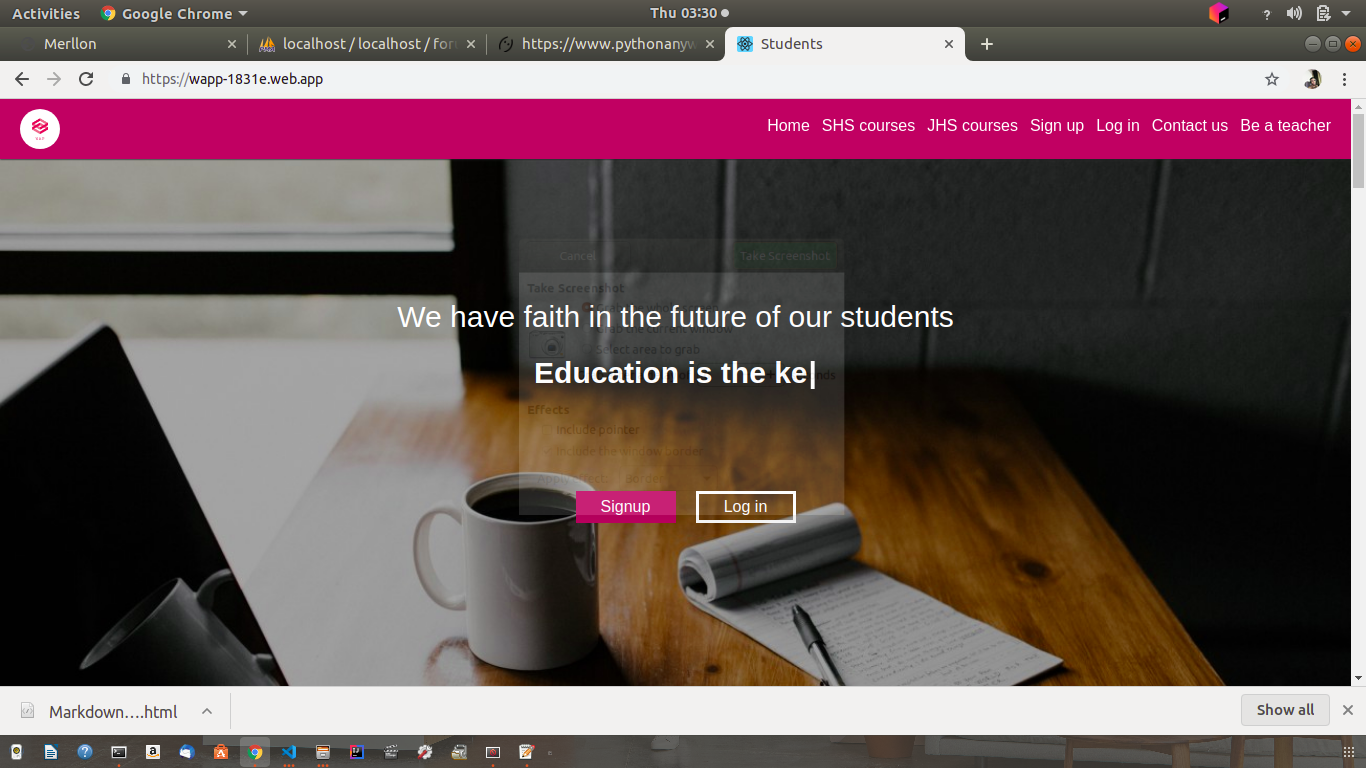 Activities Google Chrome Thu 03:30 ?
Merllon localhost / localhost / for https://www.pythonanyw Students
https://wapp-1831e.web.app
Home SHS courses JHS courses Sign up Log in Contact us Be a teacher
Cancel Take Screenshot
Take Screenshot
We have faith in the future of our students
Select area to grab
Education is the ke|
Effects
Include pointer
Include the window border
Signup Log in
Markdown….html Show all